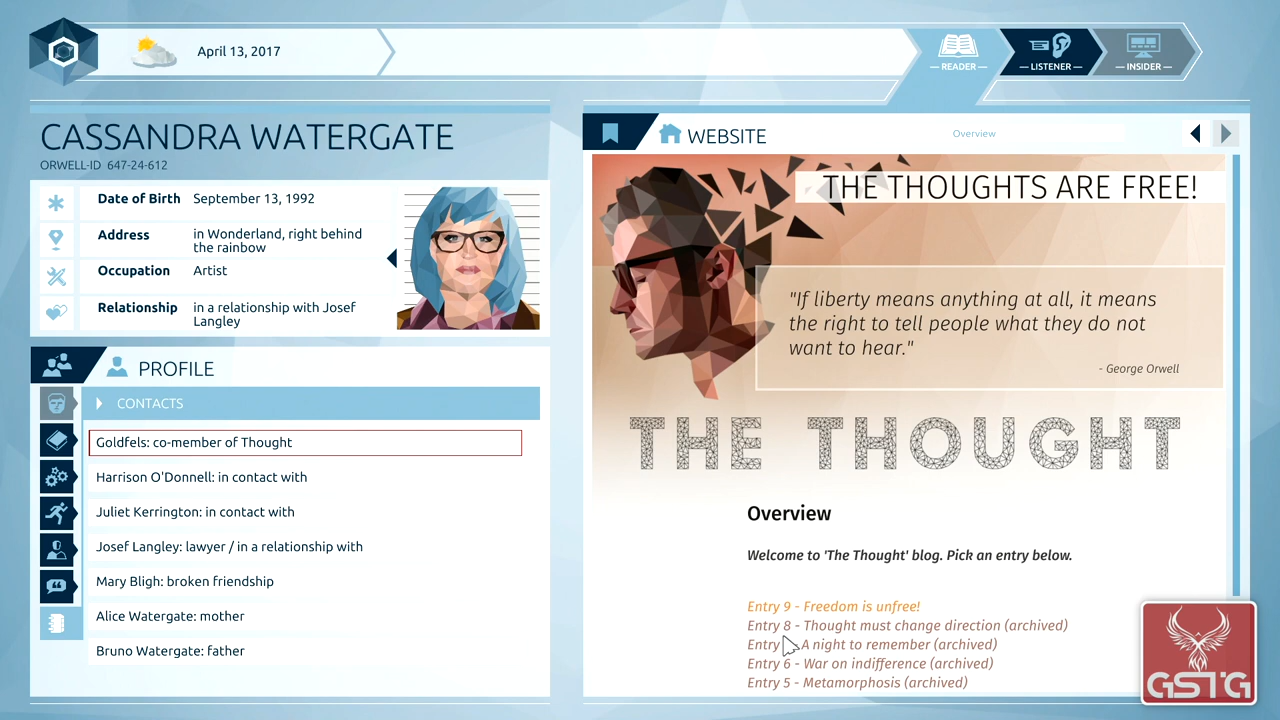 April 13, 2017
READER
LISTENER
INSIDER
CASSANDRA WATERGATE
ORWELL-ID 647-24-612
Date of Birth September 13, 1992
Address in Wonderland, right behind
the rainbow
Occupation Artist
Relationship in a relationship with Josef
Langley
PROFILE
CONTACTS
Goldfels: co-member of Thought
Harrison O'Donnell: in contact with
Juliet Kerrington: in contact with
Josef Langley: lawyer / in a relationship with
Mary Bligh: broken friendship
Alice Watergate: mother
Bruno Watergate: father
WEBSITE
Overview
THE THOUGHTS ARE FREE!
"If liberty means anything at all, it means
the right to tell people what they do not
want to hear."
- George Orwell
THE THOUGHT
Overview
Welcome to 'The Thought' blog. Pick an entry below.
Entry 9 - Freedom is unfree!
Entry 8 - Thought must change direction (archived)
Entry A night to remember (archived)
Entry 6 - War on indifference (archived)
Entry 5 - Metamorphosis (archived)
GSTG